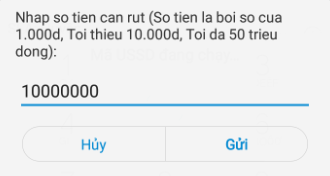 Nhap so tien can rut (So tien la boi so cua
1.000d, Toi thieu 10.000d, Toi da 50 trieu
dong):
10000000
Hủy
Gửi